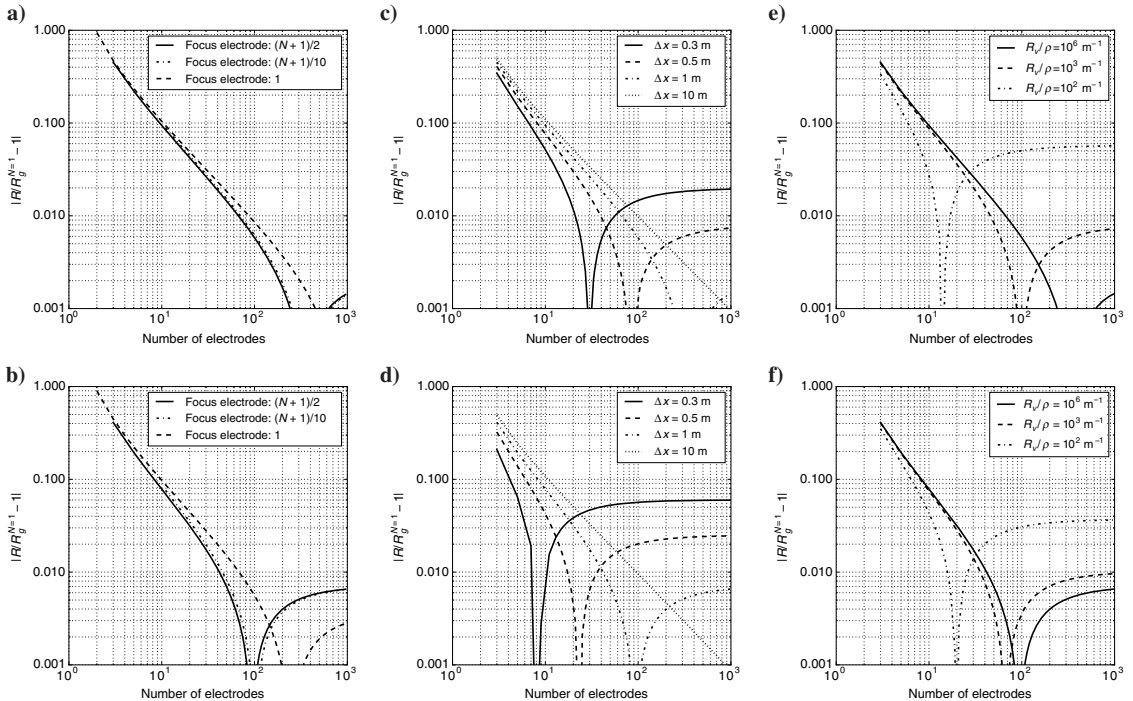 a)
|R/R_g^{N=1} − 1|
1.000
0.100
0.010
0.001
10^0 10^1 10^2 10^3
Number of electrodes
Focus electrode: (N + 1)/2
Focus electrode: (N + 1)/10
Focus electrode: 1
b)
|R/R_g^{N=1} − 1|
1.000
0.100
0.010
0.001
10^0 10^1 10^2 10^3
Number of electrodes
Focus electrode: (N + 1)/2
Focus electrode: (N + 1)/10
Focus electrode: 1
c)
|R/R_g^{N=1} − 1|
1.000
0.100
0.010
0.001
10^0 10^1 10^2 10^3
Number of electrodes
Δx = 0.3 m
Δx = 0.5 m
Δx = 1 m
Δx = 10 m
d)
|R/R_g^{N=1} − 1|
1.000
0.100
0.010
0.001
10^0 10^1 10^2 10^3
Number of electrodes
Δx = 0.3 m
Δx = 0.5 m
Δx = 1 m
Δx = 10 m
e)
|R/R_g^{N=1} − 1|
1.000
0.100
0.010
0.001
10^0 10^1 10^2 10^3
Number of electrodes
R_v/ρ = 10^6 m^{−1}
R_v/ρ = 10^3 m^{−1}
R_v/ρ = 10^2 m^{−1}
f)
|R/R_g^{N=1} − 1|
1.000
0.100
0.010
0.001
10^0 10^1 10^2 10^3
Number of electrodes
R_v/ρ = 10^6 m^{−1}
R_v/ρ = 10^3 m^{−1}
R_v/ρ = 10^2 m^{−1}